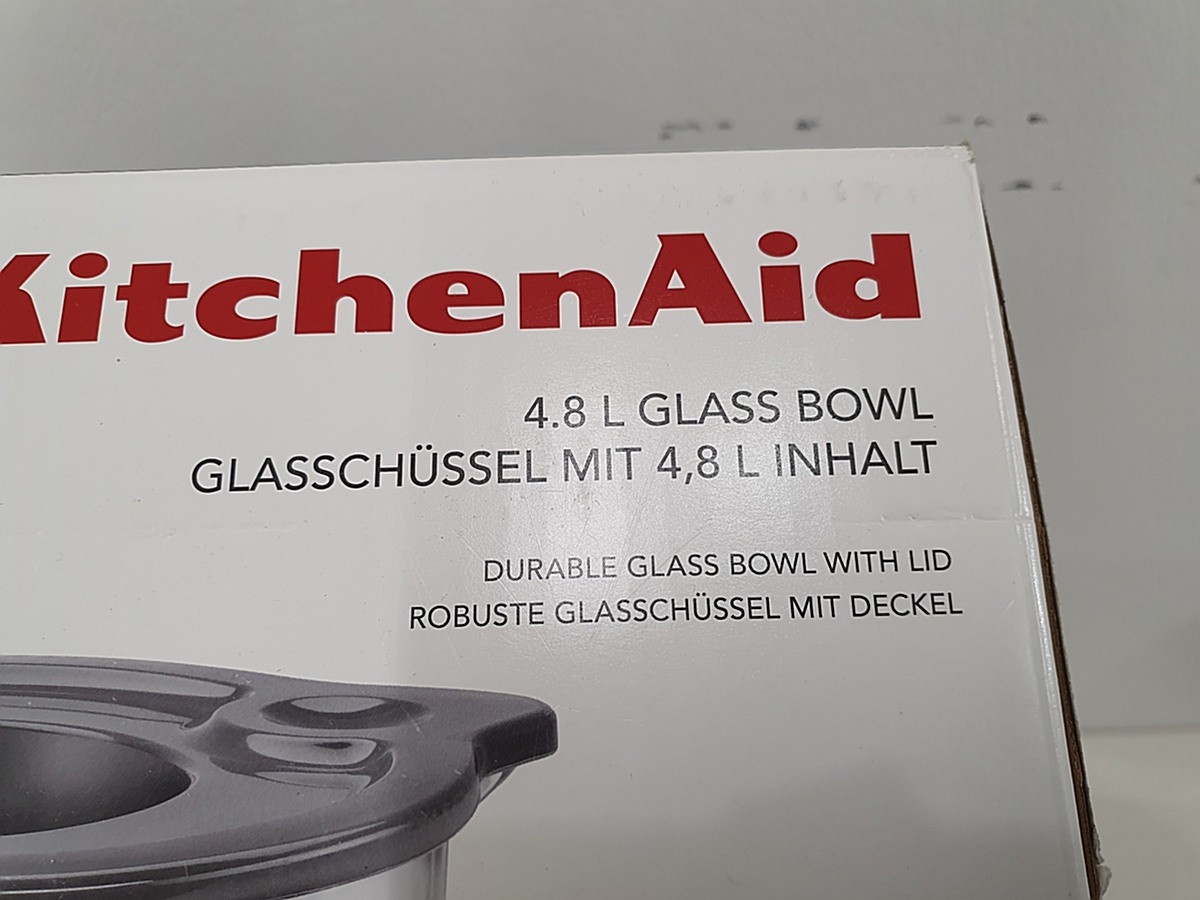 KitchenAid
4.8 L GLASS BOWL
GLASSCHÜSSEL MIT 4,8 L INHALT
DURABLE GLASS BOWL WITH LID
ROBUSTE GLASSCHÜSSEL MIT DECKEL